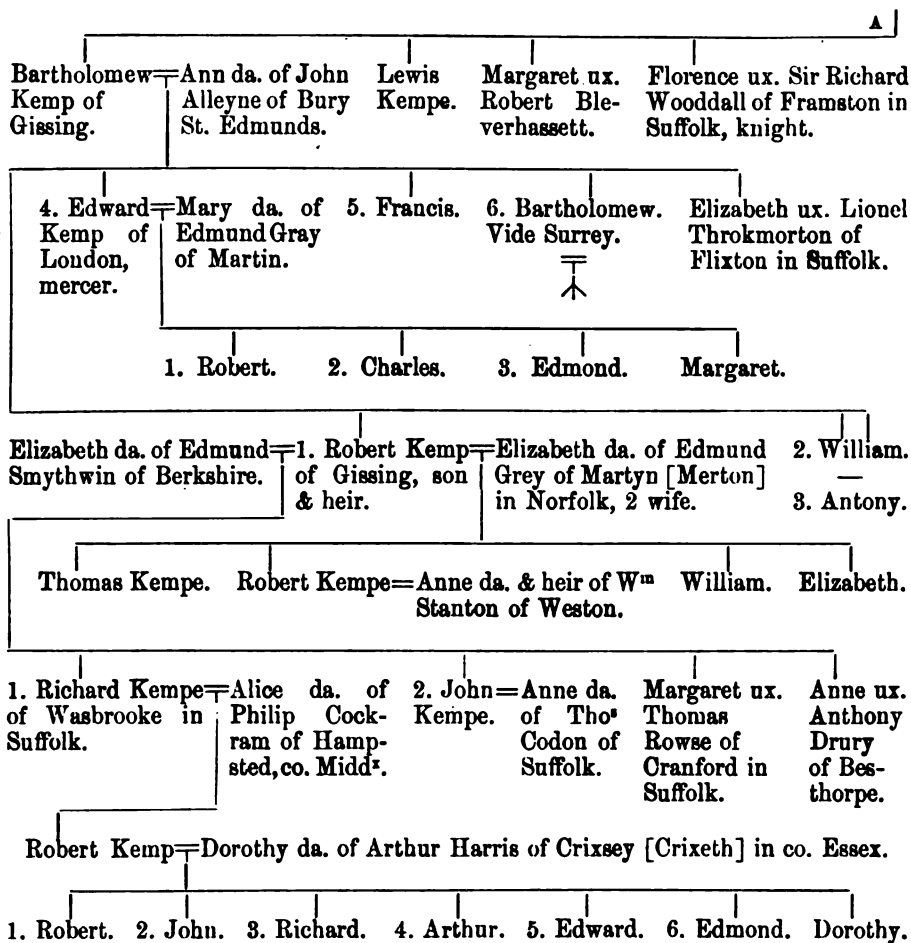 A
Bartholomew Kemp of Gissing.
Ann da. of John Alleyne of Bury St. Edmunds.
Lewis Kempe.
Margaret ux. Robert Ble-verhassett.
Florence ux. Sir Richard Wooddall of Framston in Suffolk, knight.
4. Edward Kemp of London, mercer.
Mary da. of Edmund Gray of Martin.
5. Francis.
6. Bartholomew. Vide Surrey.
Elizabeth ux. Lionel Throkmorton of Flixton in Suffolk.
1. Robert. 2. Charles. 3. Edmond. Margaret.
Elizabeth da. of Edmund Smythwin of Berkshire.
1. Robert Kemp of Gissing, son & heir.
Elizabeth da. of Edmund Grey of Martyn [Merton] in Norfolk, 2 wife.
2. William.
—
3. Antony.
Thomas Kempe. Robert Kempe=Anne da. & heir of Wᵐ Stanton of Weston. William. Elizabeth.
1. Richard Kempe of Wasbrooke in Suffolk.
Alice da. of Philip Cock-ram of Hamp-sted, co. Middˣ.
2. John Kempe.
=Anne da. of Thoˢ Codon of Suffolk.
Margaret ux. Thomas Rowse of Cranford in Suffolk.
Anne ux. Anthony Drury of Bes-thorpe.
Robert Kemp=Dorothy da. of Arthur Harris of Crixsey [Crixeth] in co. Essex.
1. Robert. 2. John. 3. Richard. 4. Arthur. 5. Edward. 6. Edmond. Dorothy.